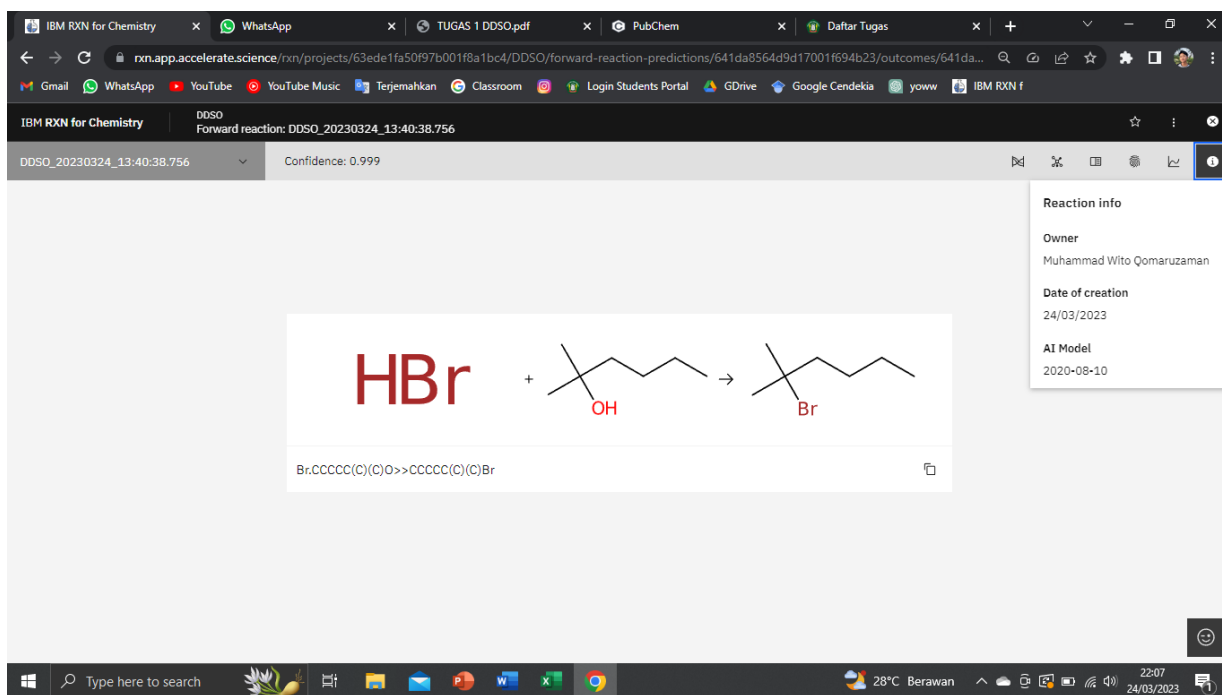 IBM RXN for Chemistry
WhatsApp
TUGAS 1 DDSO.pdf
PubChem
Daftar Tugas
rxn.app.accelerate.science/rxn/projects/63ede1fa50f97b001f8a1bc4/DDSO/forward-reaction-predictions/641da8564d9d17001f694b23/outcomes/641da...
Gmail WhatsApp YouTube YouTube Music Terjemahkan Classroom Login Students Portal GDrive Google Cendekia yoww IBM RXN f
IBM RXN for Chemistry
DDSO
Forward reaction: DDSO_20230324_13:40:38.756
DDSO_20230324_13:40:38.756
Confidence: 0.999
Reaction info
Owner
Muhammad Wito Qomaruzaman
Date of creation
24/03/2023
AI Model
2020-08-10
HBr + OH → Br
Br.CCCCC(C)(C)O>>CCCCC(C)(C)Br
Type here to search
28°C Berawan
22:07
24/03/2023
1